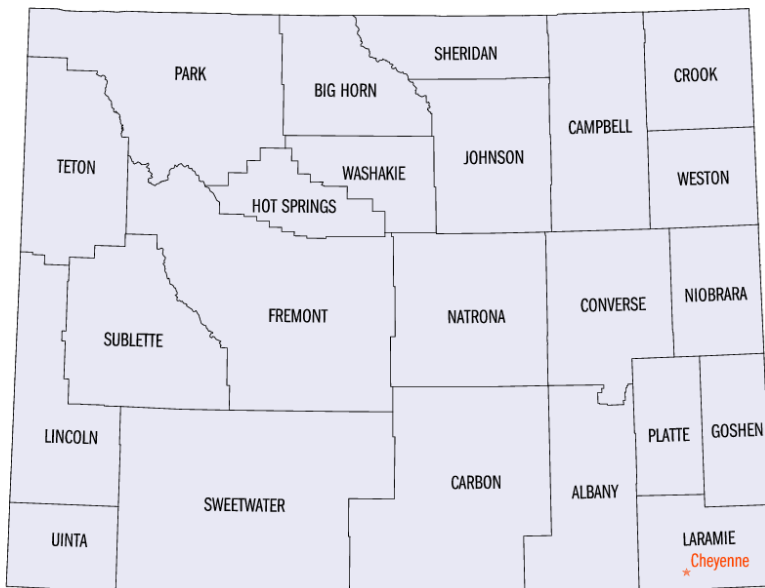 SHERIDAN
PARK
CROOK
BIG HORN
CAMPBELL
JOHNSON
TETON
WASHAKIE
WESTON
HOT SPRINGS
NIOBRARA
CONVERSE
FREMONT
NATRONA
SUBLETTE
GOSHEN
PLATTE
LINCOLN
CARBON
ALBANY
SWEETWATER
UINTA
LARAMIE
Cheyenne